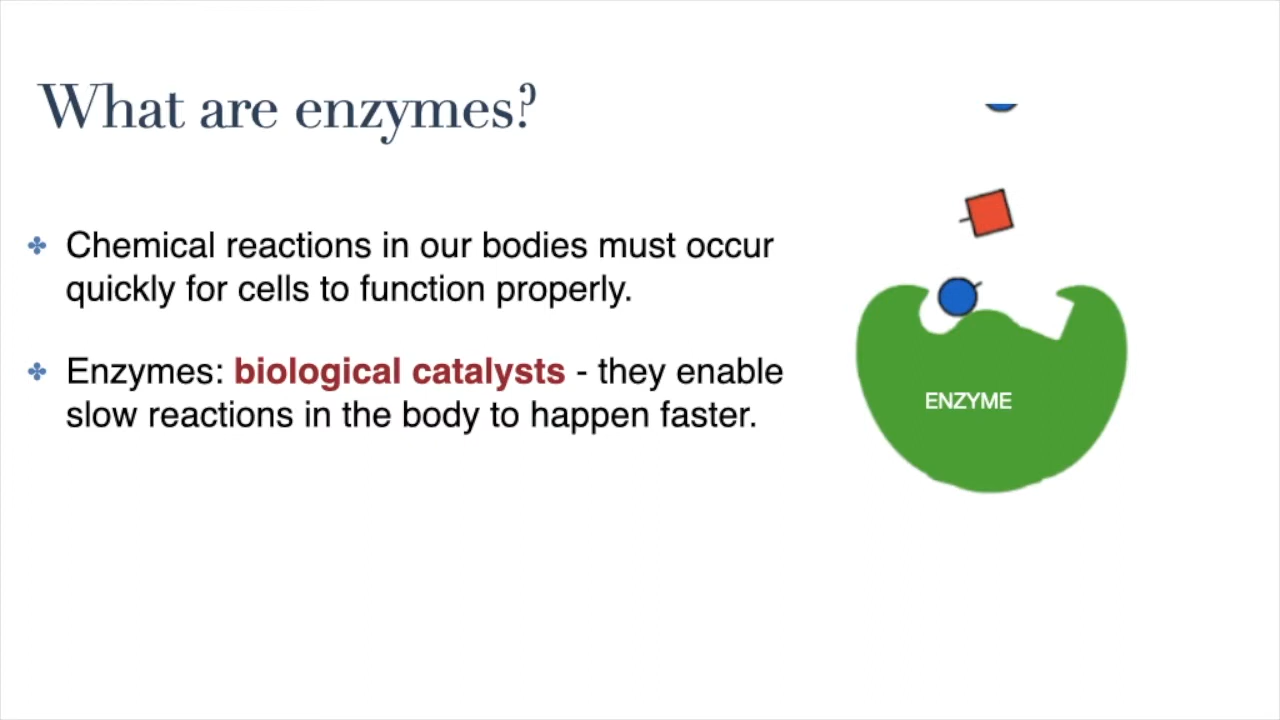 What are enzymes?
Chemical reactions in our bodies must occur
quickly for cells to function properly.
Enzymes: biological catalysts - they enable
slow reactions in the body to happen faster.
ENZYME